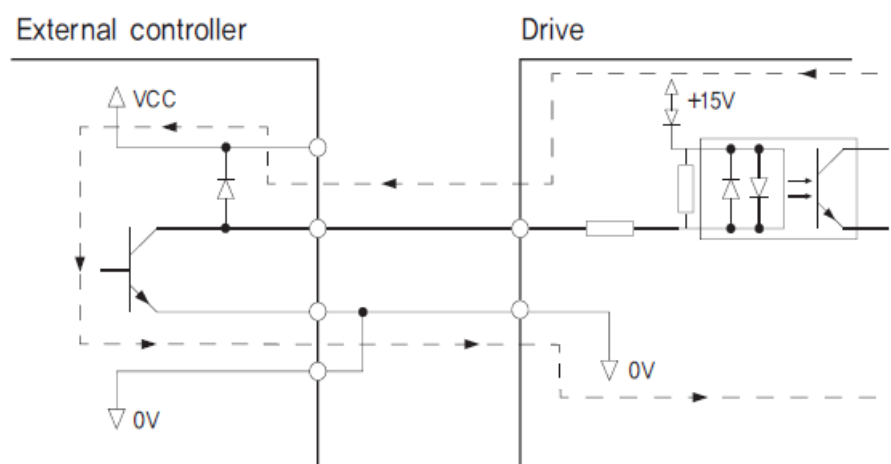 External controller
Drive
VCC
+15V
0V
0V